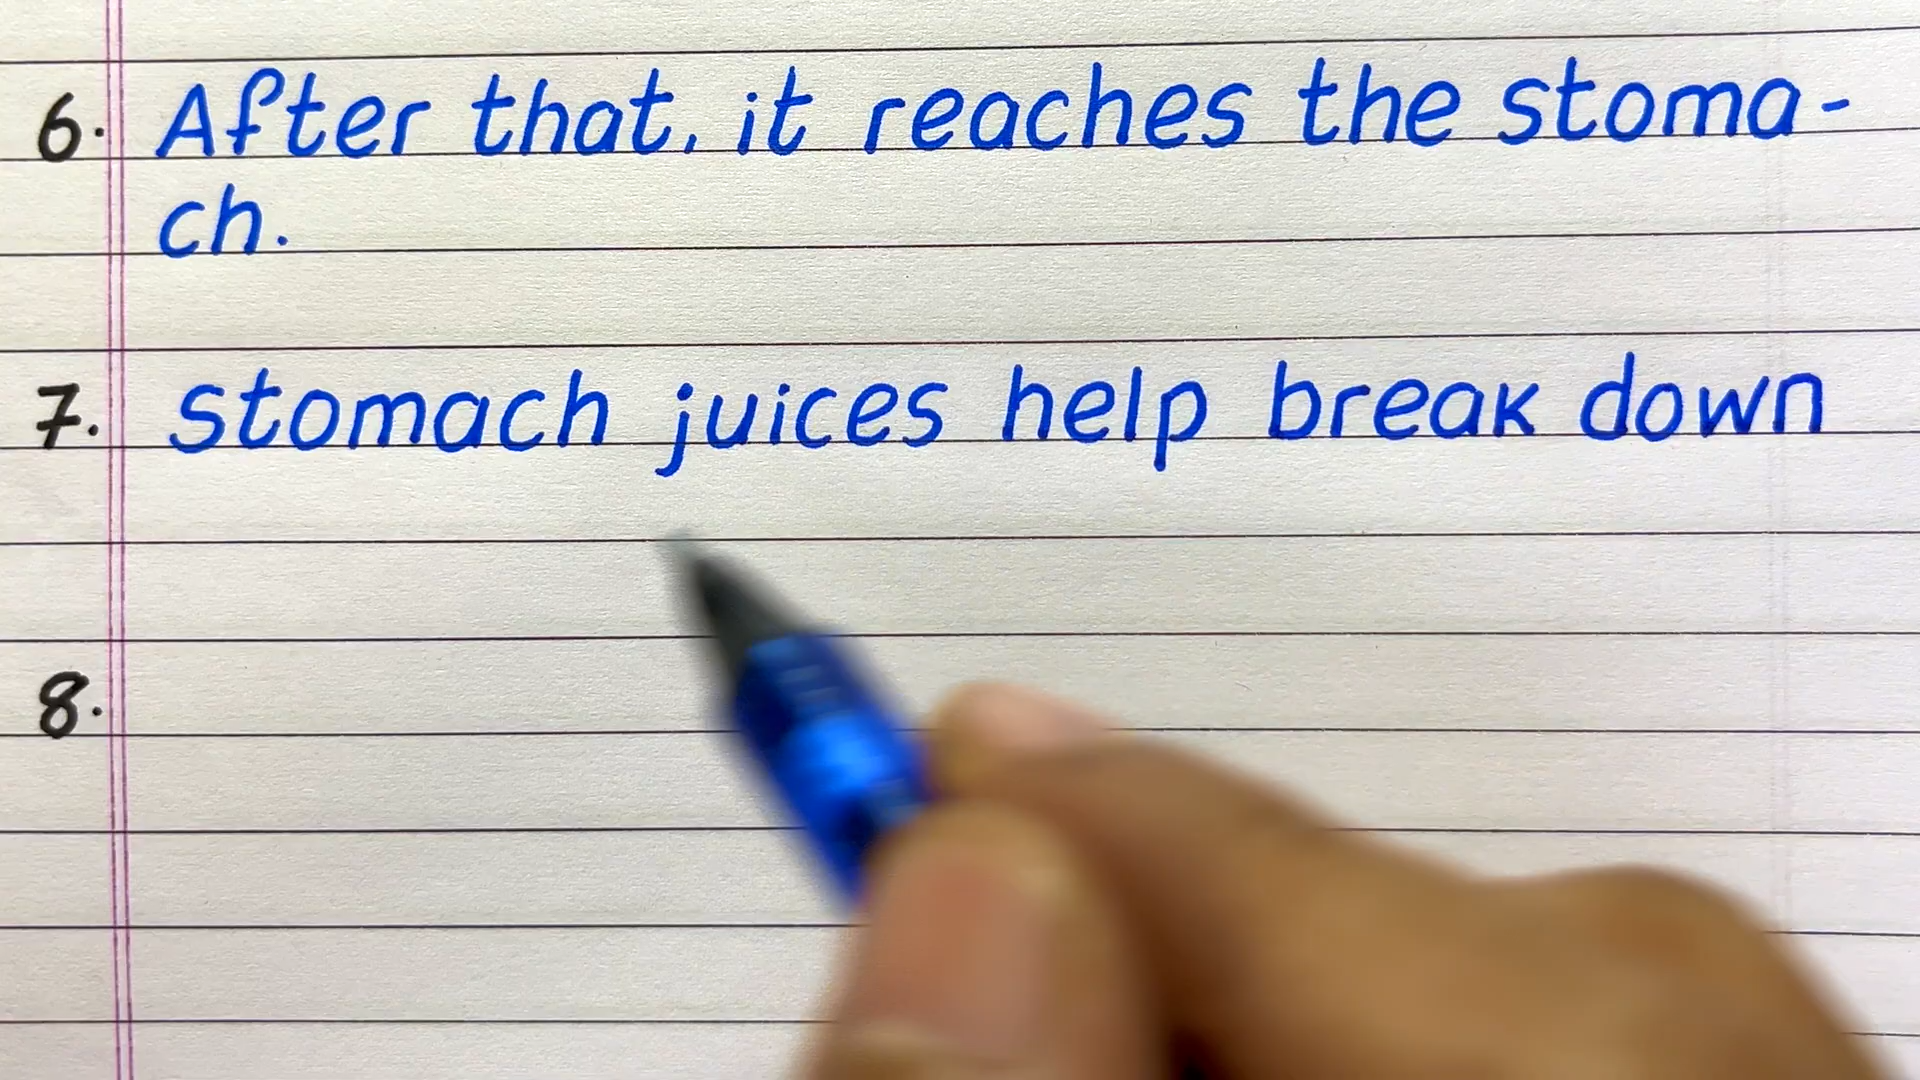 6. After that, it reaches the stoma-
ch.
7. Stomach juices help break down
8.